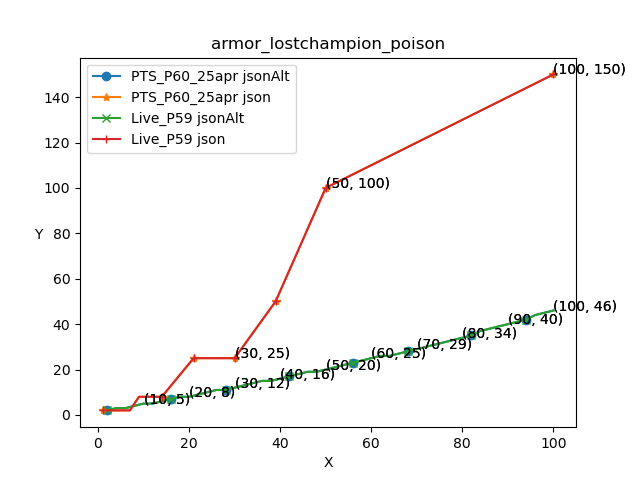 armor_lostchampion_poison
PTS_P60_25apr jsonAlt
PTS_P60_25apr json
Live_P59 jsonAlt
Live_P59 json
(100, 150)
(50, 100)
(30, 25)
(100, 46)
(90, 40)
(80, 34)
(70, 29)
(60, 25)
(50, 20)
(40, 16)
(30, 12)
(20, 8)
(10, 5)
Y
140
120
100
80
60
40
20
0
0 20 40 60 80 100
X